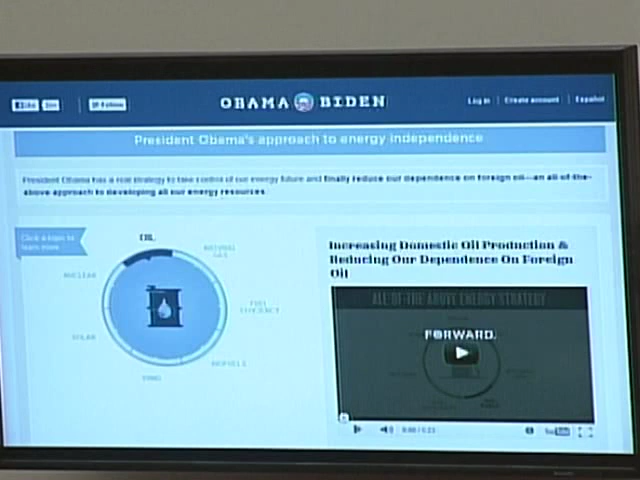 Like
Follow
OBAMA BIDEN
Log in
Create account
Español
President Obama's approach to energy independence
President Obama has a real strategy to take control of our energy future and finally reduce our dependence on foreign oil—an all-of-the-
above approach to developing all our energy resources.
Click a topic to
learn more
OIL
NATURAL
GAS
NUCLEAR
FUEL
EFFICIENCY
SOLAR
BIOFUELS
WIND
Increasing Domestic Oil Production &
Reducing Our Dependence On Foreign
Oil
ALL-OF-THE-ABOVE ENERGY STRATEGY
FORWARD.
YouTube